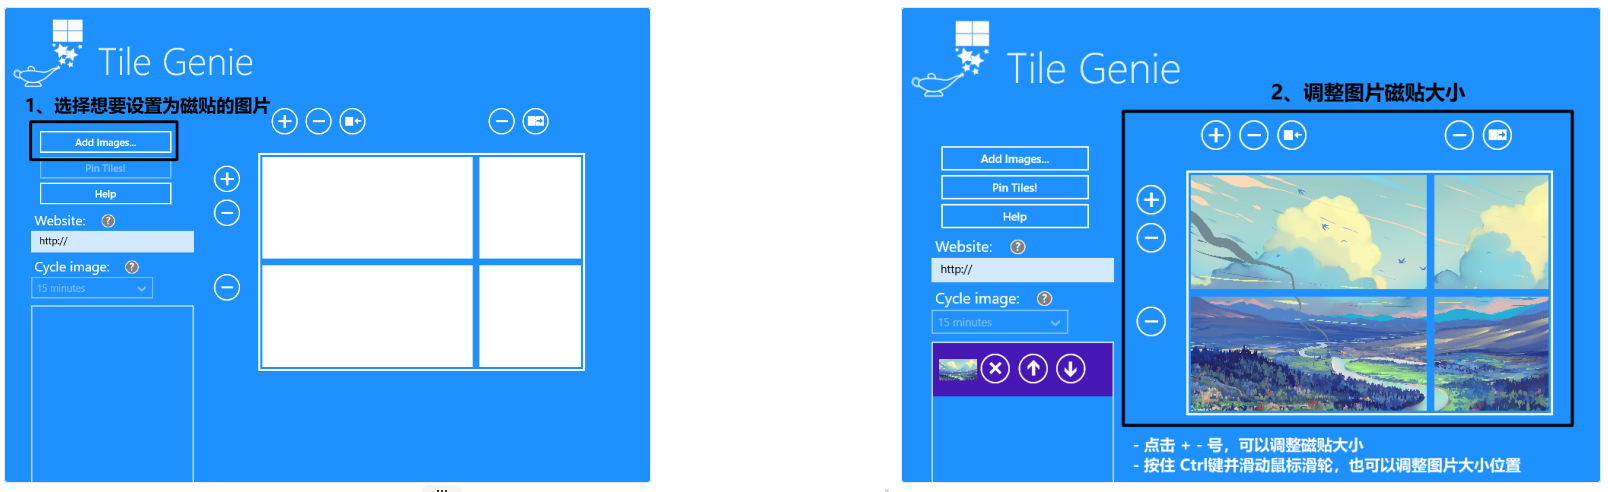 Tile Genie
1、选择想要设置为磁贴的图片
Add Images...
Pin Tiles!
Help
Website: ?
http://
Cycle image: ?
15 minutes
Tile Genie
2、调整图片磁贴大小
Add Images...
Pin Tiles!
Help
Website: ?
http://
Cycle image: ?
15 minutes
- 点击 + - 号，可以调整磁贴大小
- 按住 Ctrl键并滑动鼠标滑轮，也可以调整图片大小位置